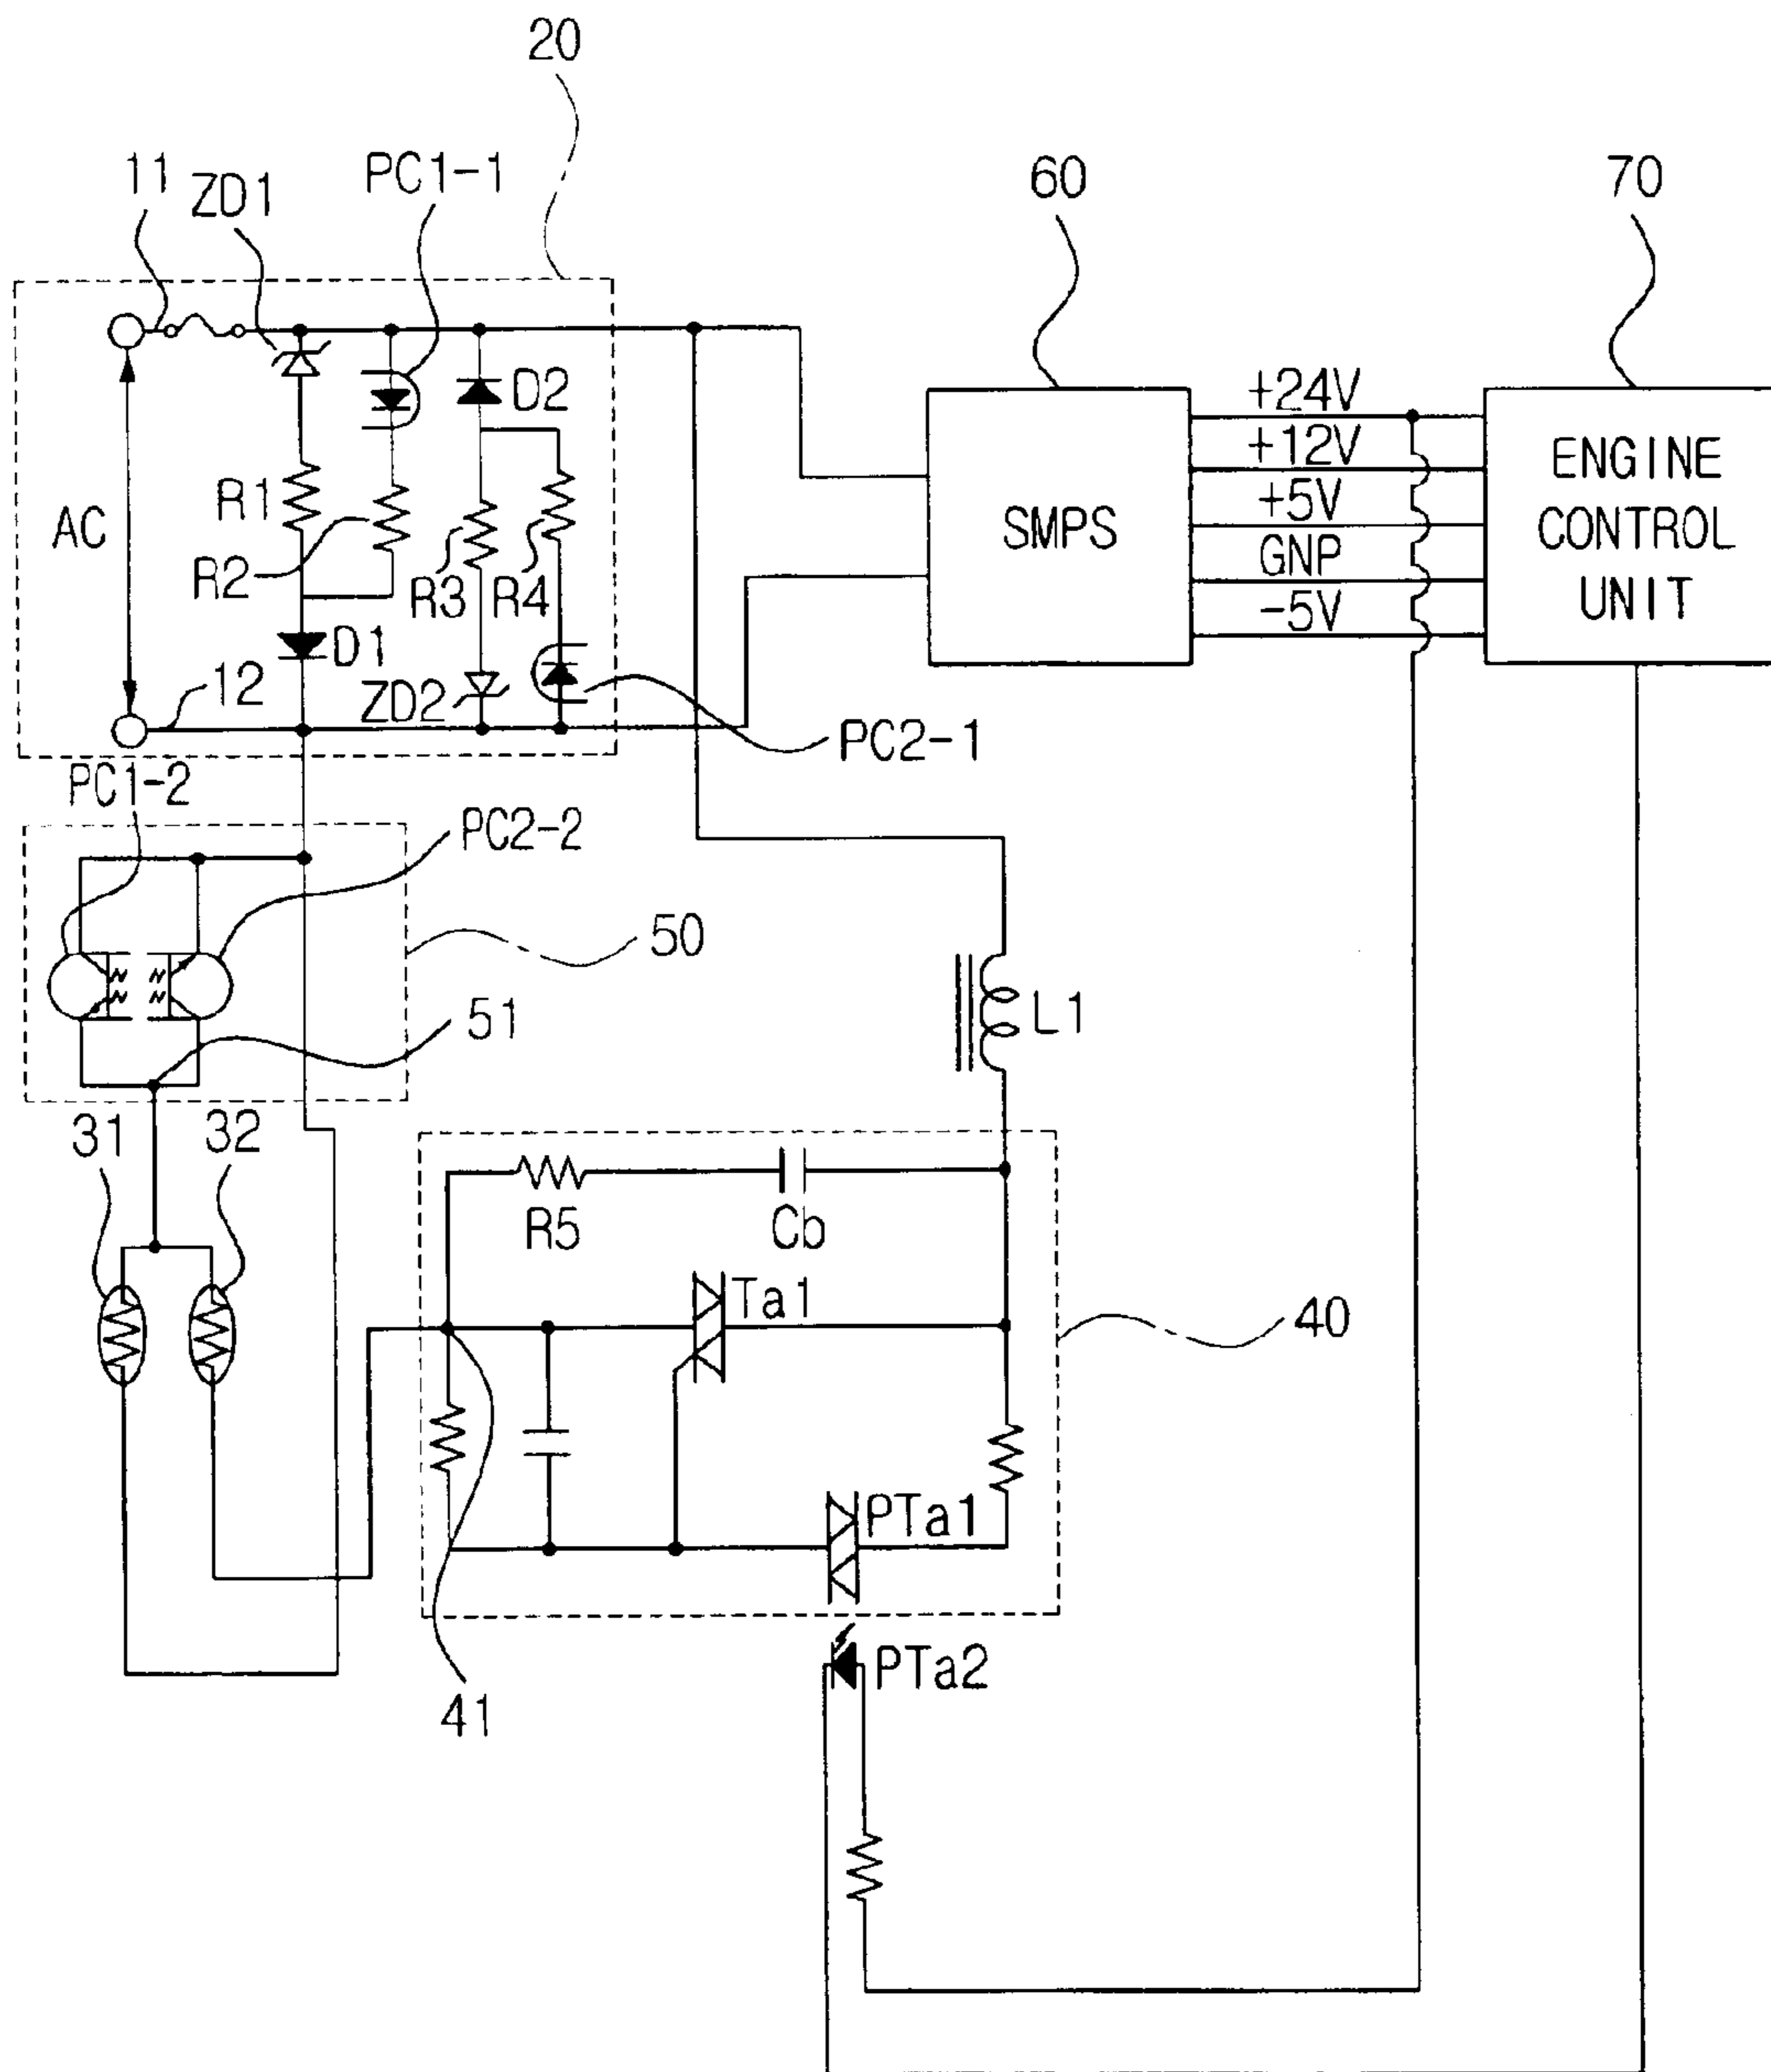 20
11
ZD1
PC1-1
60
70
AC
R1
R2
D2
R3
R4
D1
12
ZD2
PC2-1
SMPS
+24V
+12V
+5V
GNP
-5V
ENGINE
CONTROL
UNIT
PC1-2
PC2-2
50
51
L1
31
32
R5
Cb
Ta1
40
PTa1
41
PTa2